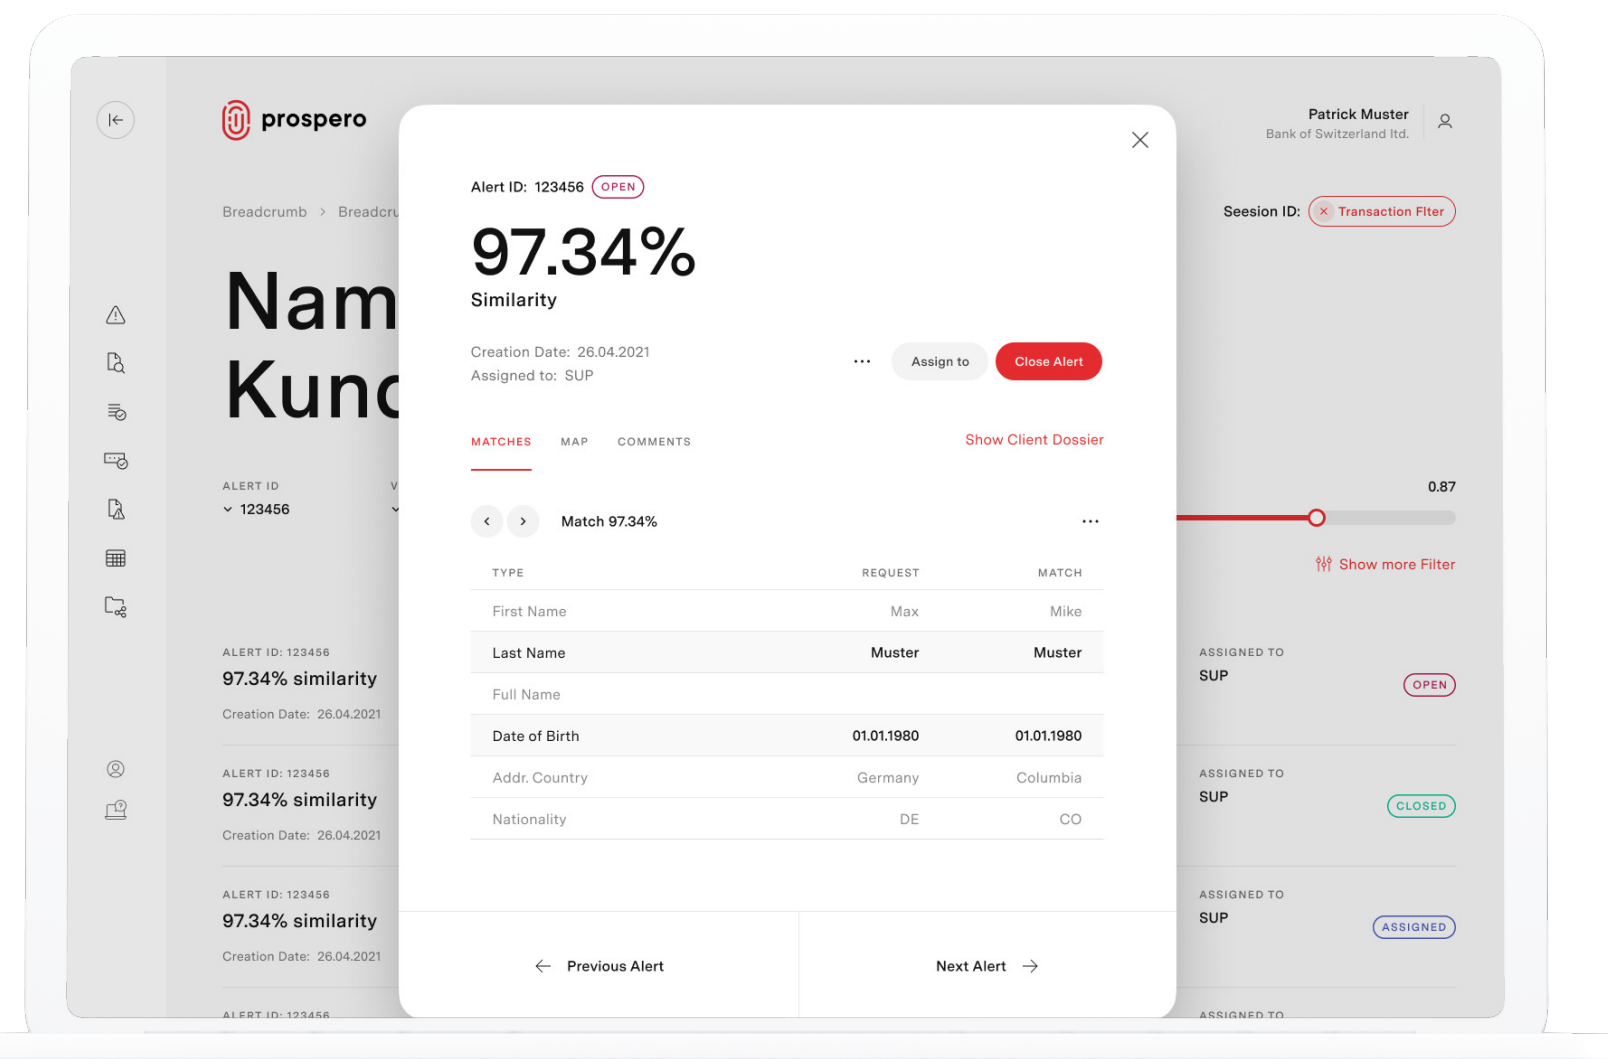 prospero
Patrick Muster
Bank of Switzerland ltd.
Breadcrumb > 
Seesion ID: × Transaction Flter
ALERT ID
123456
0.87
Show more Filter
ALERT ID: 123456
97.34% similarity
Creation Date: 26.04.2021
ASSIGNED TO
SUP
OPEN
ALERT ID: 123456
97.34% similarity
Creation Date: 26.04.2021
ASSIGNED TO
SUP
CLOSED
ALERT ID: 123456
97.34% similarity
Creation Date: 26.04.2021
ASSIGNED TO
SUP
ASSIGNED
ALERT ID: 123456
ASSIGNED TO
Alert ID: 123456 OPEN
97.34%
Similarity
Creation Date: 26.04.2021
Assigned to: SUP
... Assign to Close Alert
MATCHES MAP COMMENTS Show Client Dossier
Match 97.34% ...
TYPE REQUEST MATCH
First Name Max Mike
Last Name Muster Muster
Full Name
Date of Birth 01.01.1980 01.01.1980
Addr. Country Germany Columbia
Nationality DE CO
Previous Alert Next Alert